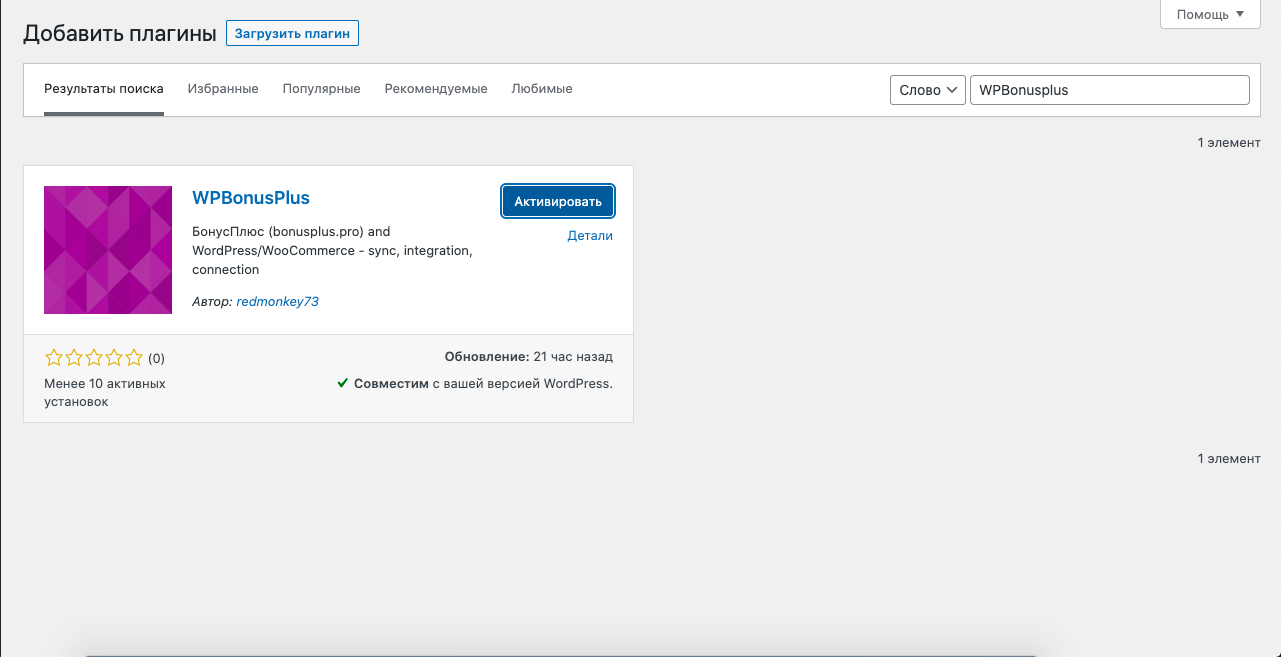 Помощь
Добавить плагины
Загрузить плагин
Результаты поиска Избранные Популярные Рекомендуемые Любимые Слово WPBonusplus
1 элемент
WPBonusPlus
Активировать
Детали
БонусПлюс (bonusplus.pro) and
WordPress/WooCommerce - sync, integration,
connection
Автор: redmonkey73
(0)
Менее 10 активных
установок
Обновление: 21 час назад
Совместим с вашей версией WordPress.
1 элемент